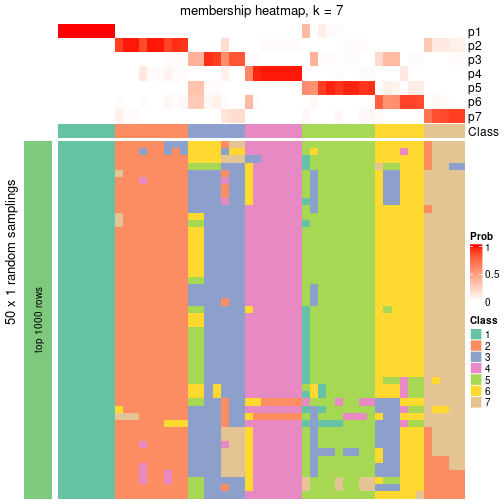 membership heatmap, k = 7
p1
p2
p3
p4
p5
p6
p7
Class
50 x 1 random samplings
top 1000 rows
Prob
1
0.5
0
Class
1
2
3
4
5
6
7